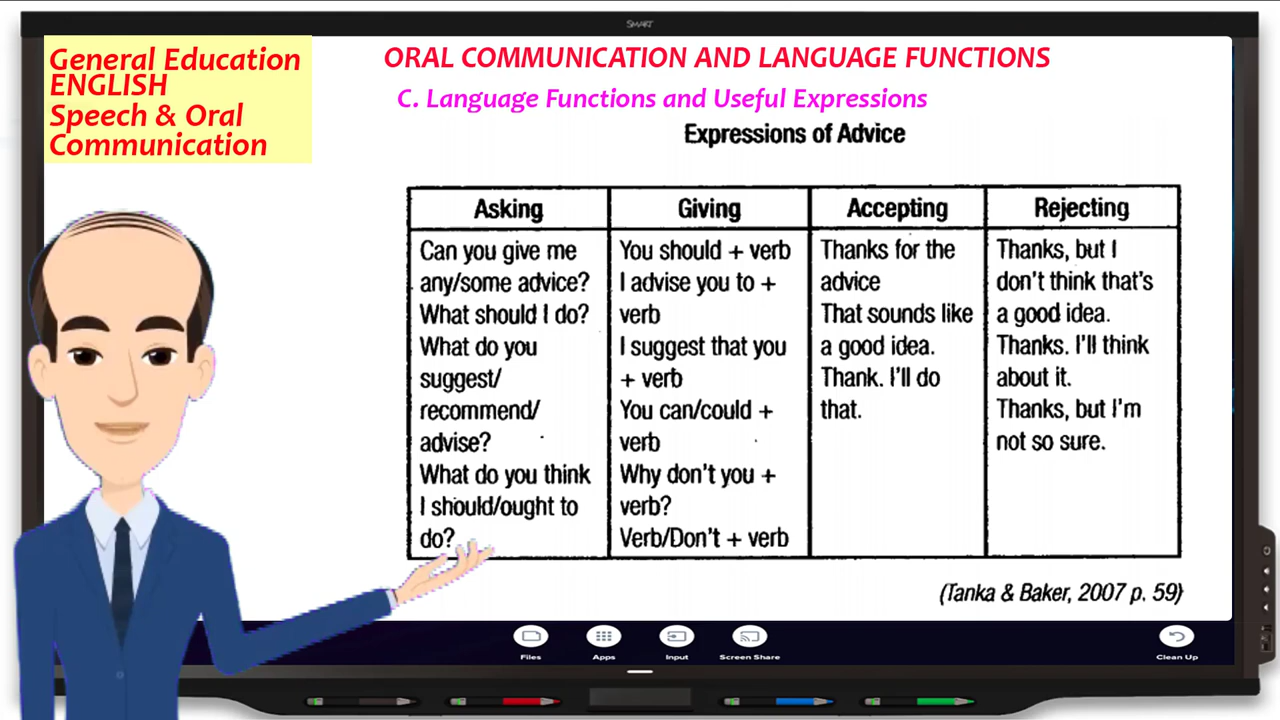 SMART
General Education
ENGLISH
Speech & Oral
Communication
ORAL COMMUNICATION AND LANGUAGE FUNCTIONS
C. Language Functions and Useful Expressions
Expressions of Advice
Asking
Can you give me
any/some advice?
What should I do?
What do you
suggest/
recommend/
advise?
What do you think
I should/ought to
do?
Giving
You should + verb
I advise you to +
verb
I suggest that you
+ verb
You can/could +
verb
Why don't you +
verb?
Verb/Don't + verb
Accepting
Thanks for the
advice
That sounds like
a good idea.
Thank. I'll do
that.
Rejecting
Thanks, but I
don't think that's
a good idea.
Thanks. I'll think
about it.
Thanks, but I'm
not so sure.
(Tanka & Baker, 2007 p. 59)
Files
Apps
Input
Screen Share
Clean Up